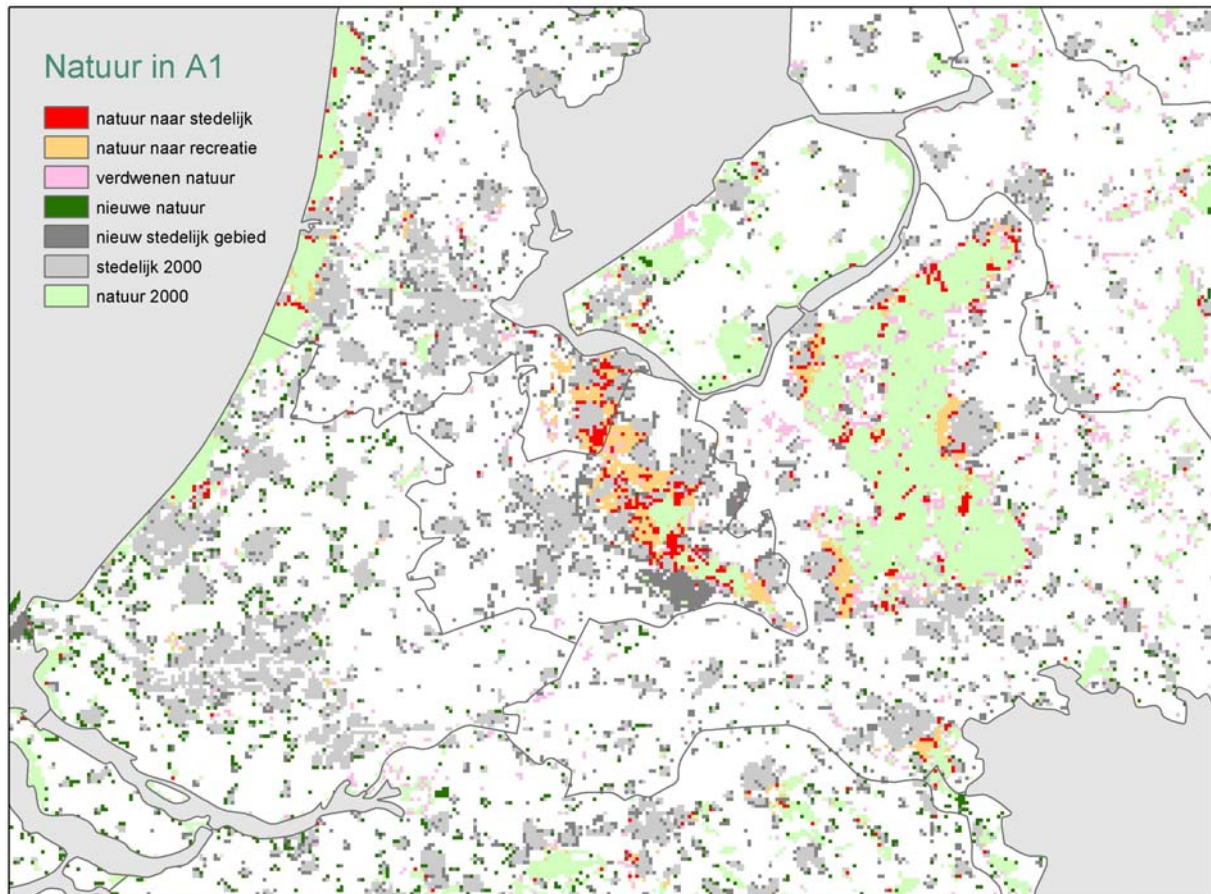 Natuur in A1
natuur naar stedelijk
natuur naar recreatie
verdwenen natuur
nieuwe natuur
nieuw stedelijk gebied
stedelijk 2000
natuur 2000